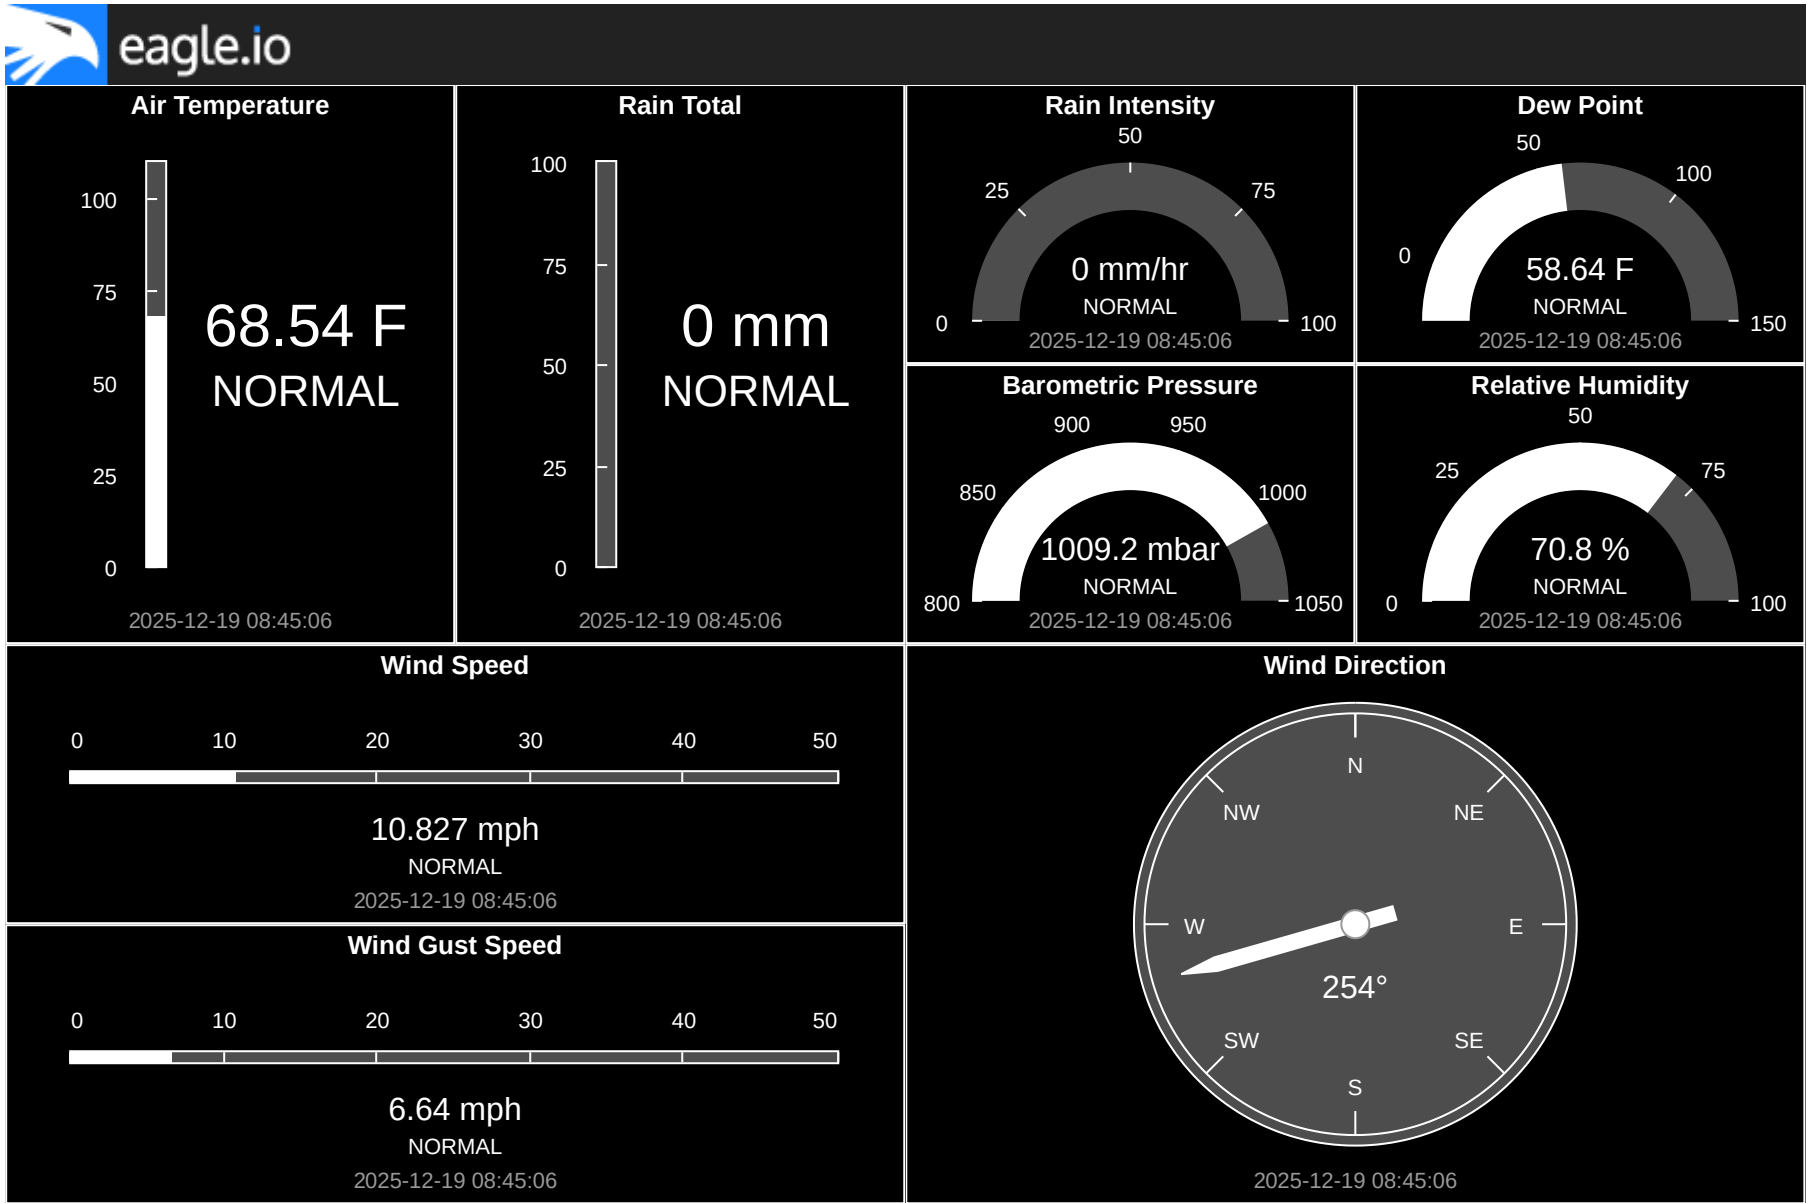 eagle.io
Air Temperature
100
75
50
25
0
68.54 F
NORMAL
2025-12-19 08:45:06
Rain Total
100
75
50
25
0
0 mm
NORMAL
2025-12-19 08:45:06
Rain Intensity
0
25
50
75
100
0 mm/hr
NORMAL
2025-12-19 08:45:06
Dew Point
0
50
100
150
58.64 F
NORMAL
2025-12-19 08:45:06
Barometric Pressure
800
850
900
950
1000
1050
1009.2 mbar
NORMAL
2025-12-19 08:45:06
Relative Humidity
0
25
50
75
100
70.8 %
NORMAL
2025-12-19 08:45:06
Wind Speed
0 10 20 30 40 50
10.827 mph
NORMAL
2025-12-19 08:45:06
Wind Gust Speed
0 10 20 30 40 50
6.64 mph
NORMAL
2025-12-19 08:45:06
Wind Direction
N
NW NE
W E
254°
SW SE
S
2025-12-19 08:45:06